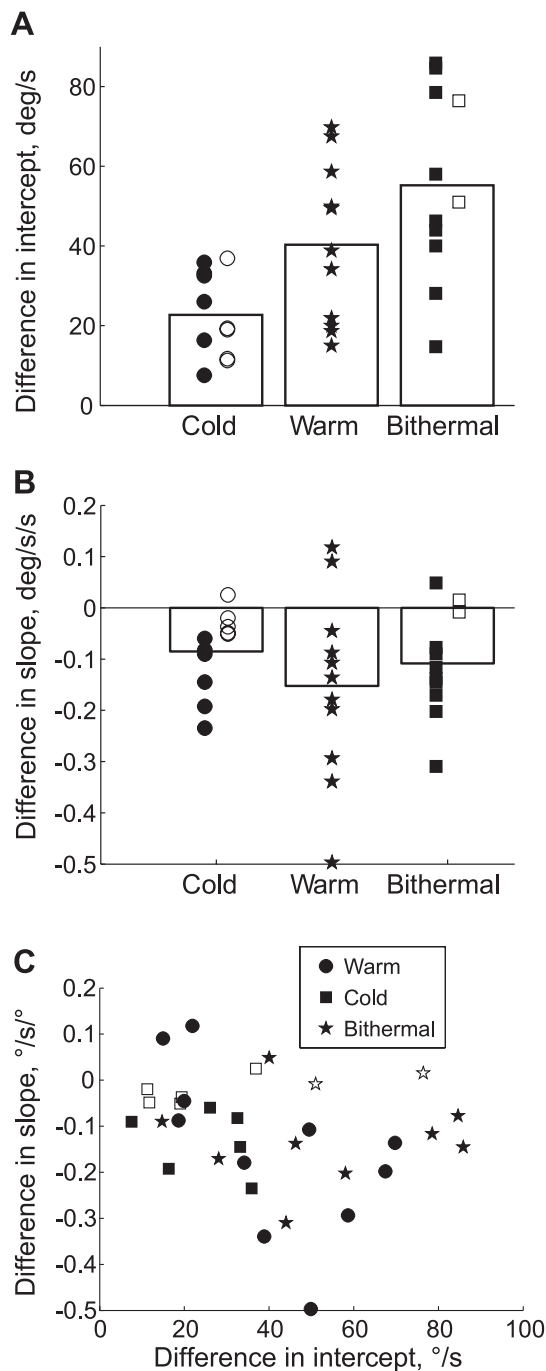 A
Difference in intercept, deg/s
80
60
40
20
0
Cold Warm Bithermal
B
Difference in slope, deg/s/s
0.2
0.1
0
-0.1
-0.2
-0.3
-0.4
-0.5
Cold Warm Bithermal
C
Warm
Cold
Bithermal
Difference in slope, °/s/°
0.2
0.1
0
-0.1
-0.2
-0.3
-0.4
-0.5
0 20 40 60 80 100
Difference in intercept, °/s